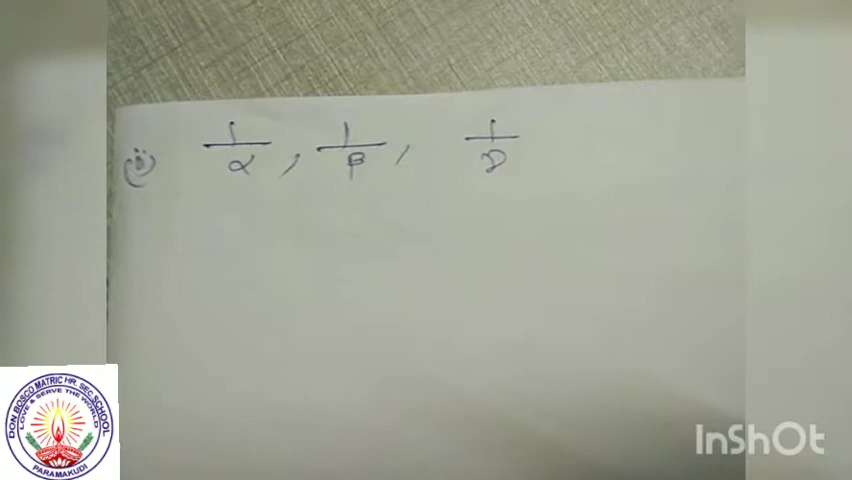 (ii) 1/α , 1/β , 1/γ
DON BOSCO MATRIC HR. SEC. SCHOOL
LOVE & SERVE THE WORLD
PARAMAKUDI
InShOt